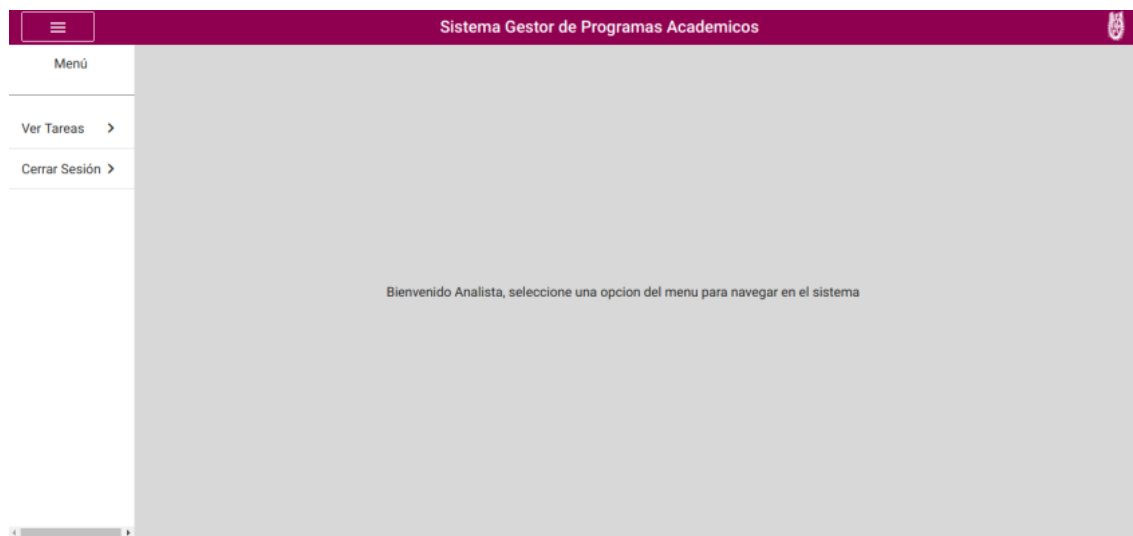 Sistema Gestor de Programas Academicos
Menú
Ver Tareas
Cerrar Sesión
Bienvenido Analista, seleccione una opcion del menu para navegar en el sistema